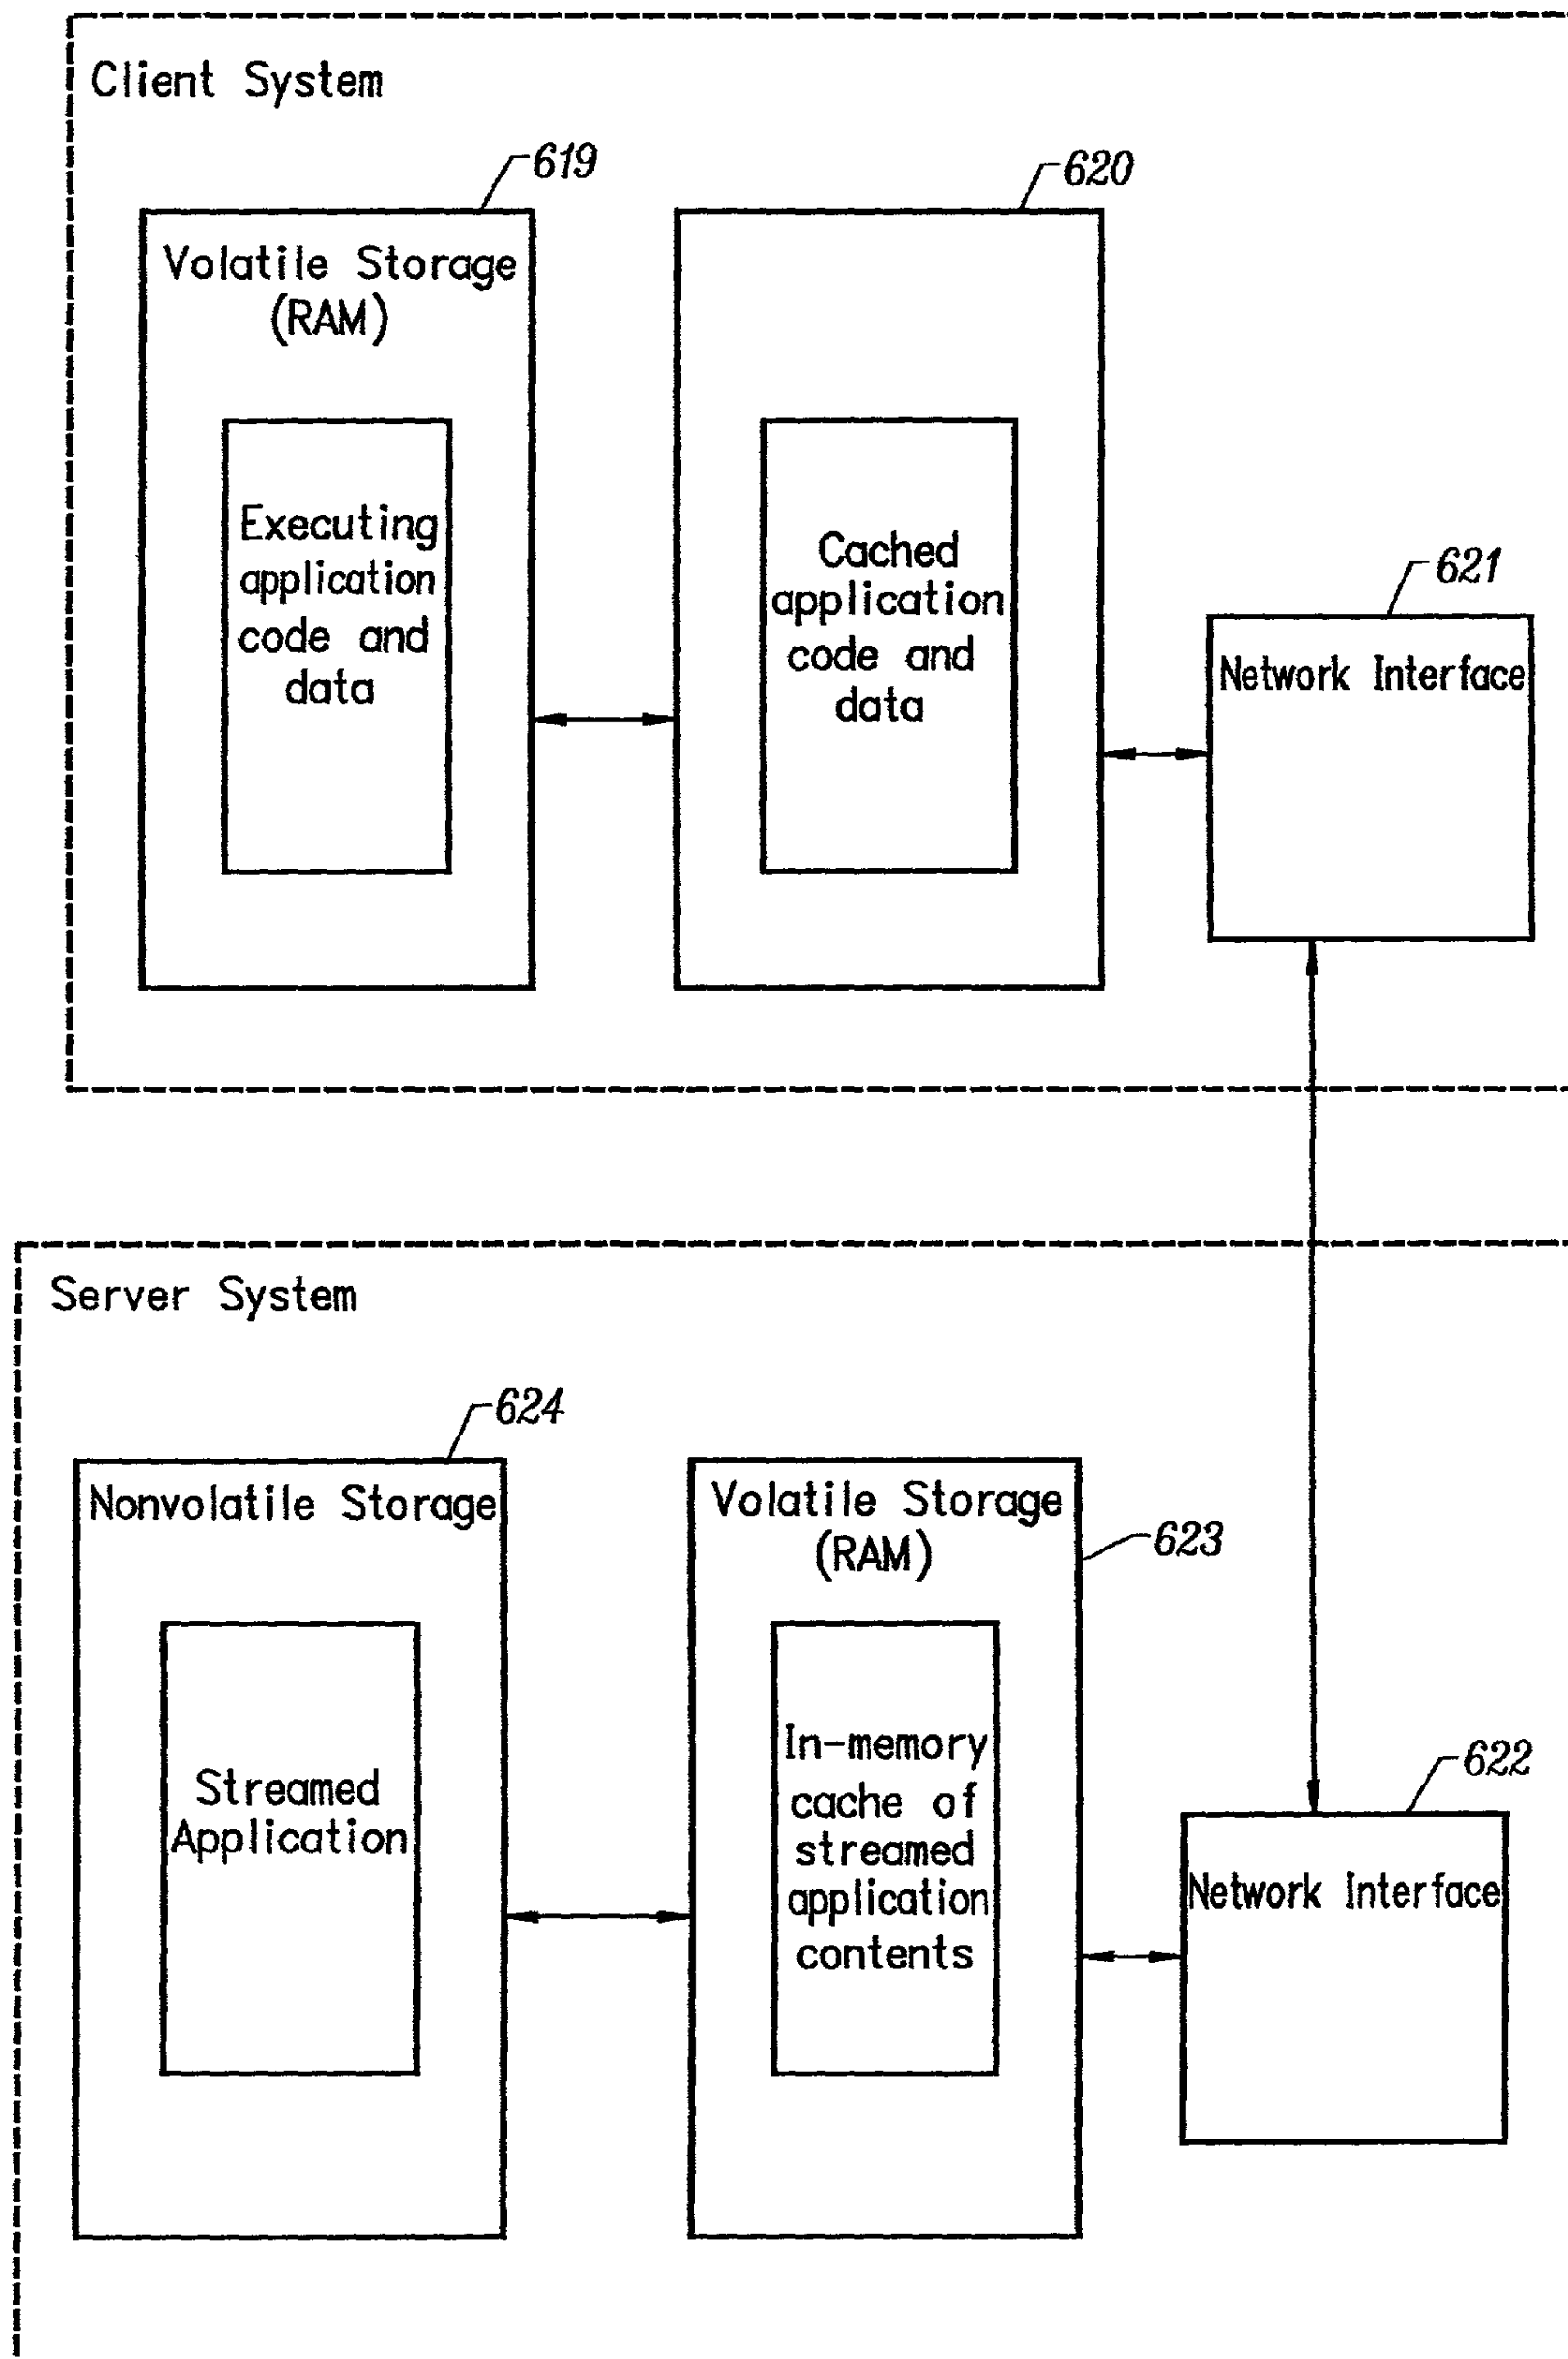 Client System
619
620
Volatile Storage
(RAM)
Executing
application
code and
data
Cached
application
code and
data
621
Network Interface
Server System
624
Nonvolatile Storage
Streamed
Application
Volatile Storage
(RAM)
623
In-memory
cache of
streamed
application
contents
622
Network Interface